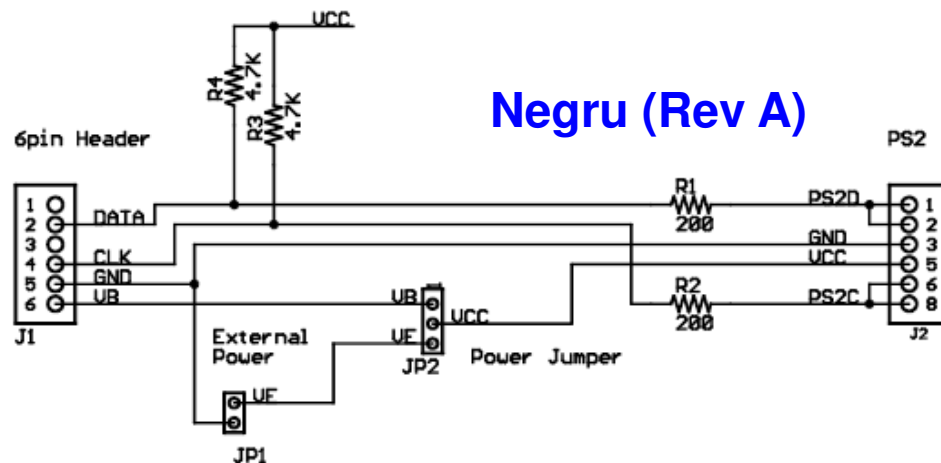 VCC
R4
4.7K
R3
4.7K
Negru (Rev A)
6pin Header
PS2
1
2
3
4
5
6
DATA
CLK
GND
VB
J1
R1
200
PS2D
GND
VCC
R2
200
PS2C
1
2
3
5
6
8
J2
VB
VCC
VE
JP2
Power Jumper
External
Power
VE
JP1